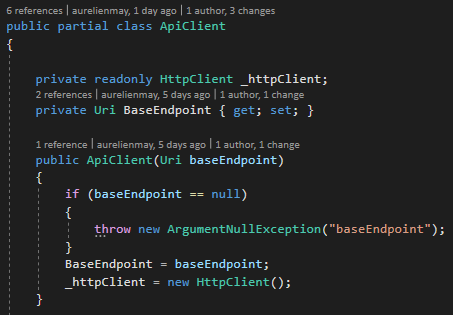 6 references | aurelienmay, 1 day ago | 1 author, 3 changes
public partial class ApiClient
{
private readonly HttpClient _httpClient;
2 references | aurelienmay, 5 days ago | 1 author, 1 change
private Uri BaseEndpoint { get; set; }
1 reference | aurelienmay, 5 days ago | 1 author, 1 change
public ApiClient(Uri baseEndpoint)
{
if (baseEndpoint == null)
{
throw new ArgumentNullException("baseEndpoint");
}
BaseEndpoint = baseEndpoint;
_httpClient = new HttpClient();
}